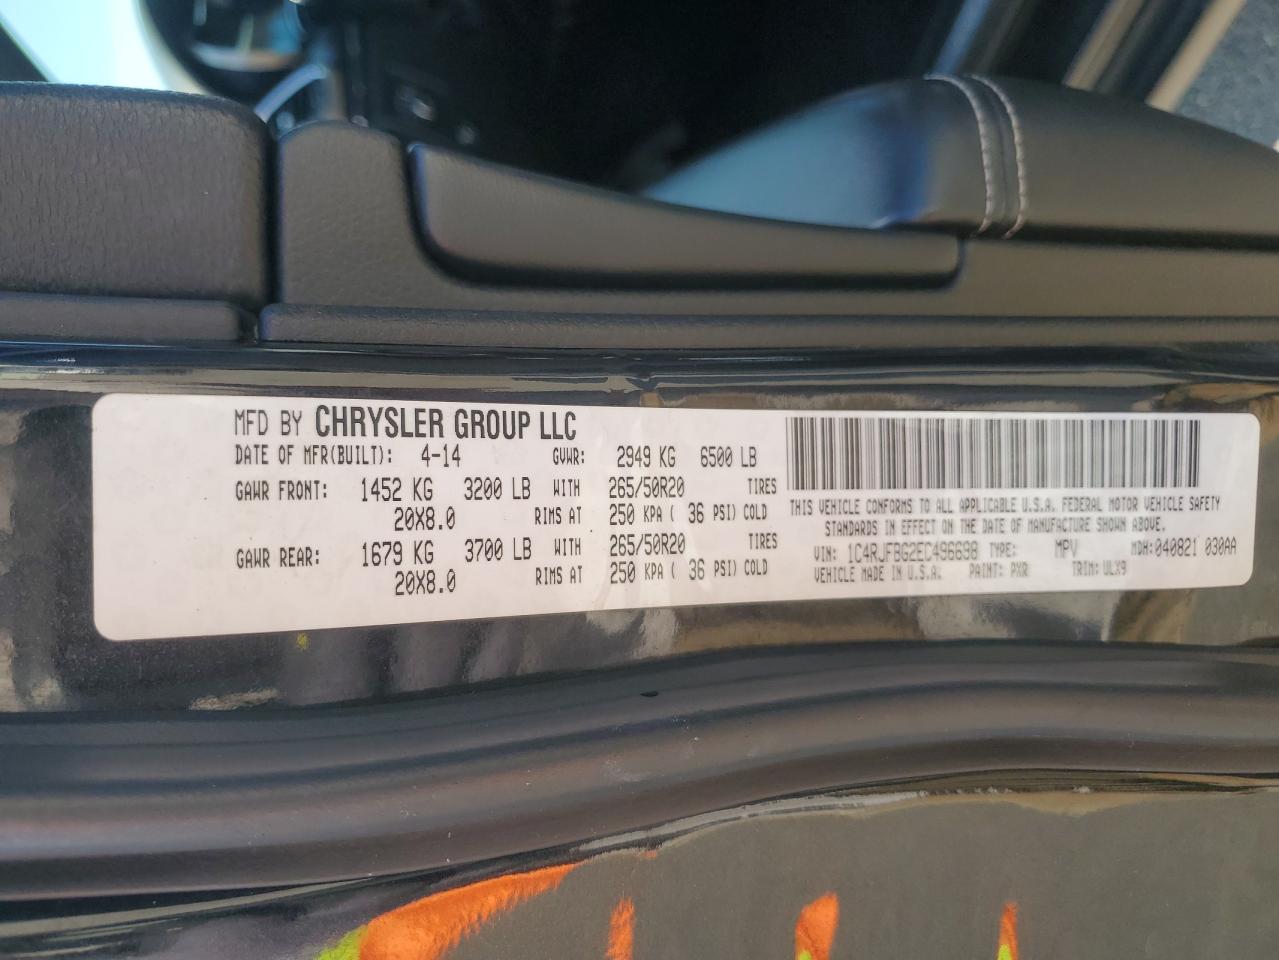 MFD BY CHRYSLER GROUP LLC
DATE OF MFR(BUILT): 4-14 GVWR: 2949 KG 6500 LB
GAWR FRONT: 1452 KG 3200 LB WITH 265/50R20 TIRES
20X8.0 RIMS AT 250 KPA ( 36 PSI) COLD
GAWR REAR: 1679 KG 3700 LB WITH 265/50R20 TIRES
20X8.0 RIMS AT 250 KPA ( 36 PSI) COLD
THIS VEHICLE CONFORMS TO ALL APPLICABLE U.S.A. FEDERAL MOTOR VEHICLE SAFETY
STANDARDS IN EFFECT ON THE DATE OF MANUFACTURE SHOWN ABOVE.
VIN: 1C4RJFBG2EC496698 TYPE: MPV MDH: 040821 030AA
VEHICLE MADE IN U.S.A. PAINT: PXR TRIM: ULX9